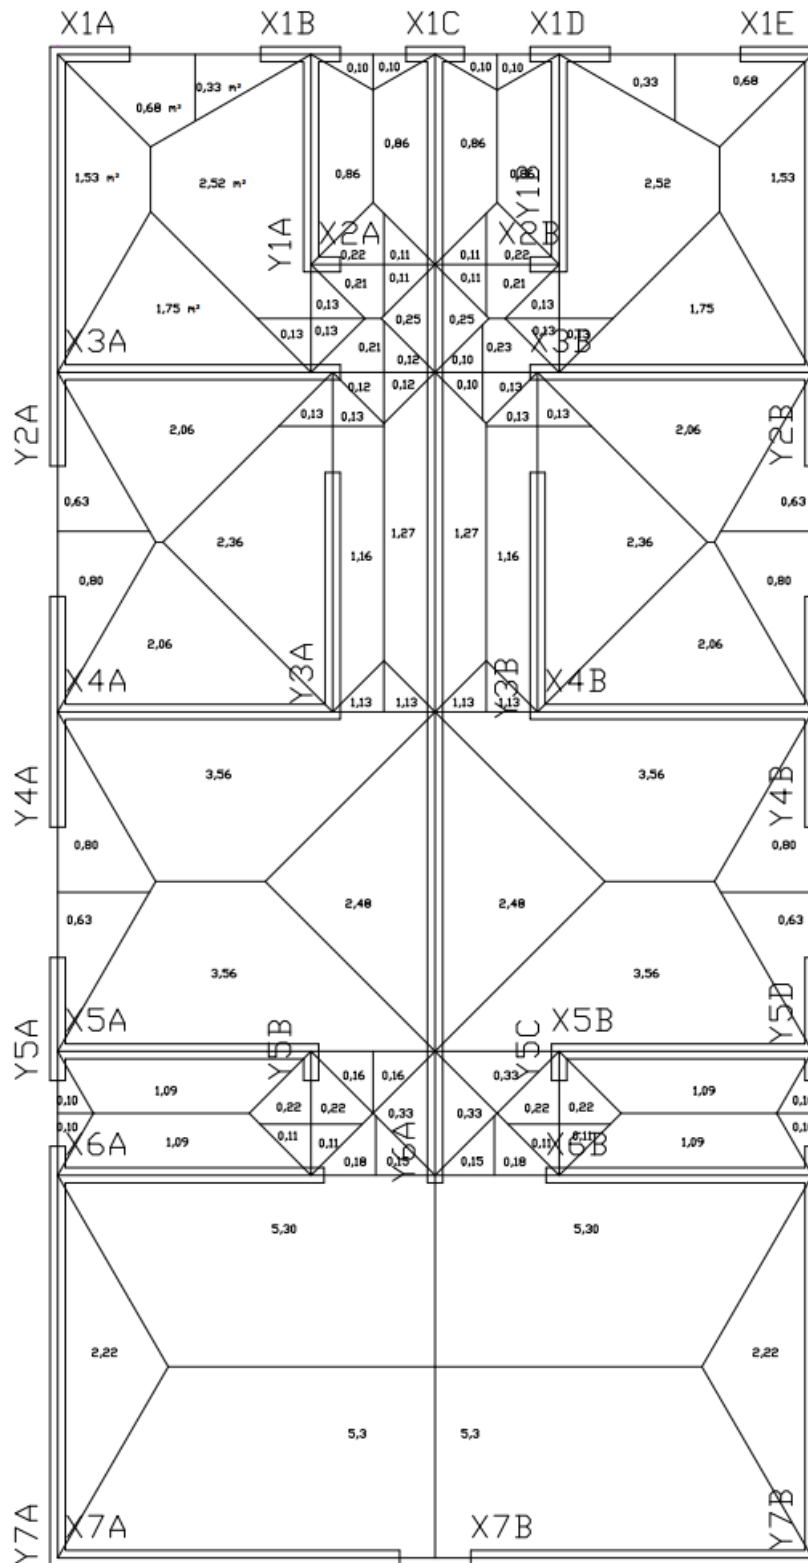 X1A X1B X1C X1D X1E
0,33 m² 0,10 0,10 0,10 0,10 0,33
0,68 m² 0,68
0,86 0,86
1,53 m² 2,52 m² 0,86 0,86 2,52 1,53
Y1A Y1B
X2A X2B
0,22 0,11 0,11 0,22
0,21 0,11 0,11 0,21
1,75 m² 0,13 0,13 1,75
0,25 0,25
0,13 0,13 0,13 0,13
X3A 0,21 0,23 X3B
0,12 0,10
0,12 0,12 0,10 0,13
Y2A Y2B
0,13 0,13 0,13 0,13
2,06 2,06
0,63 0,63
2,36 1,27 1,27 2,36
0,80 1,16 1,16 0,80
2,06 2,06
Y3A Y3B
X4A X4B
1,13 1,13 1,13 1,13
3,56 3,56
Y4A Y4B
0,80 0,80
2,48 2,48
0,63 0,63
3,56 3,56
Y5A Y5B Y5C Y5D
X5A X5B
0,16 0,16 0,33
1,09 1,09
0,10 0,22 0,22 0,33 0,33 0,22 0,22
0,10 0,11 0,11 0,11 0,11
X6A 1,09 1,09 X6B
0,18 0,15 0,15 0,18
Y6A
5,30 5,30
2,22 2,22
5,3 5,3
Y7A Y7B
X7A X7B